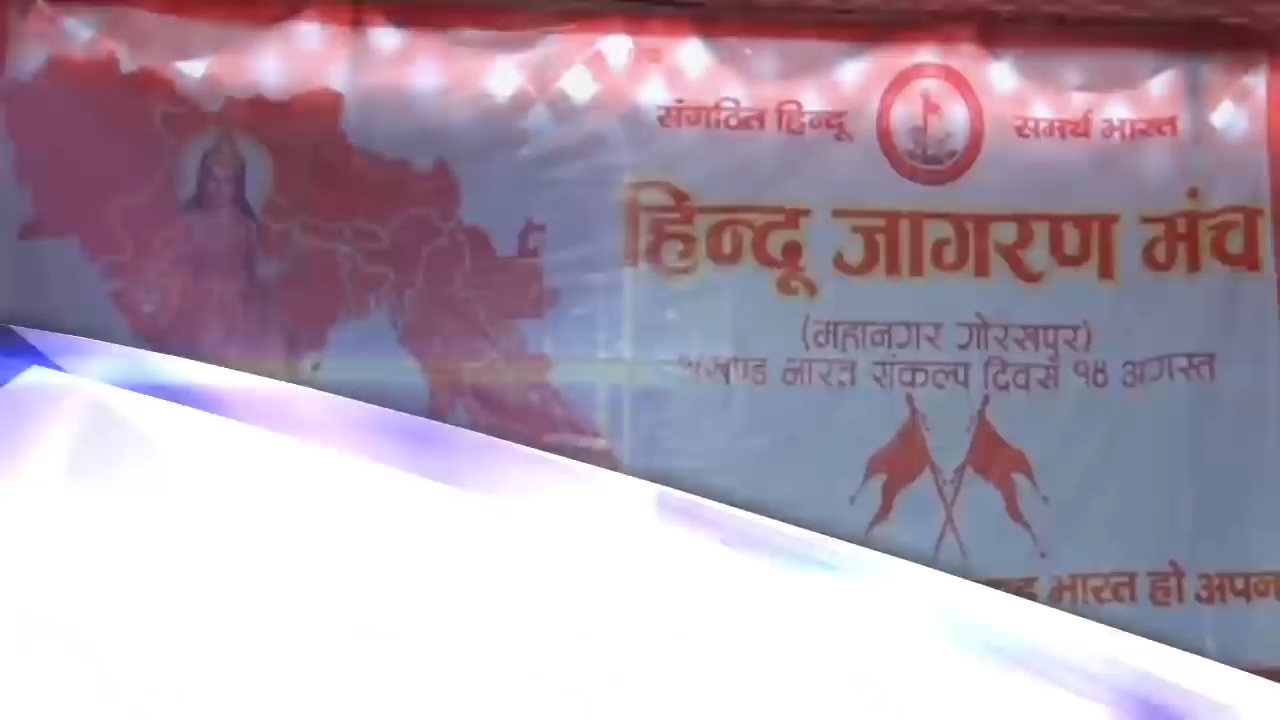 संगठित हिन्दू समर्थ भारत
हिन्दू जागरण मंच
(महानगर गोरखपुर)
भारत संकल्प दिवस १४ अगस्त
भारत हो अपना